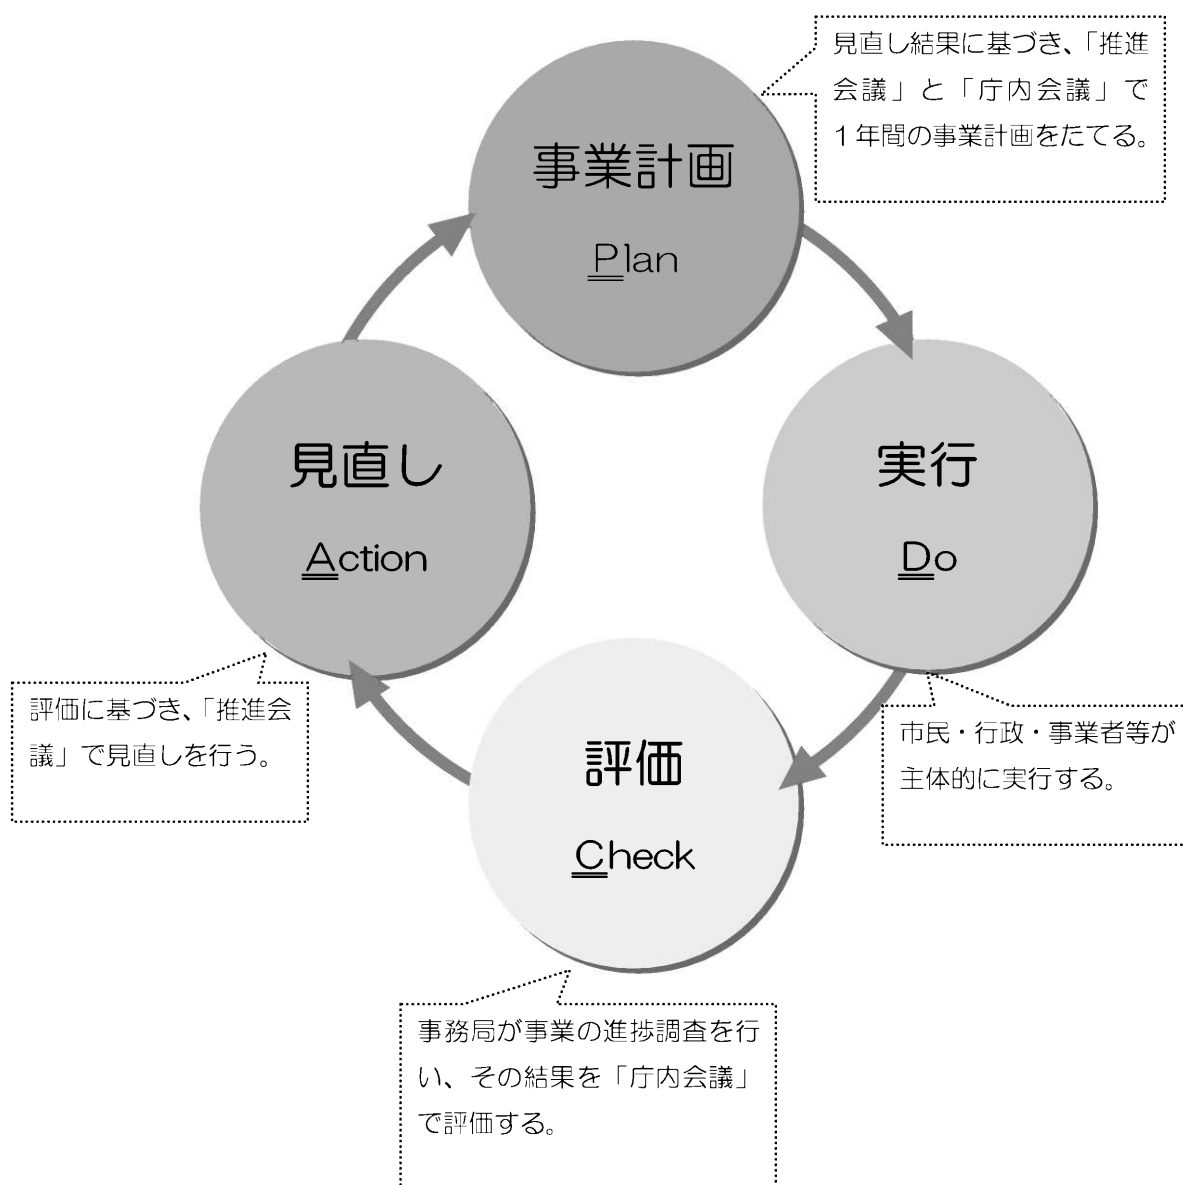 見直し結果に基づき、「推進
会議」と「庁内会議」で
１年間の事業計画をたてる。
事業計画
Plan
実行
Do
市民・行政・事業者等が
主体的に実行する。
評価
Check
事務局が事業の進捗調査を行
い、その結果を「庁内会議」
で評価する。
見直し
Action
評価に基づき、「推進会
議」で見直しを行う。